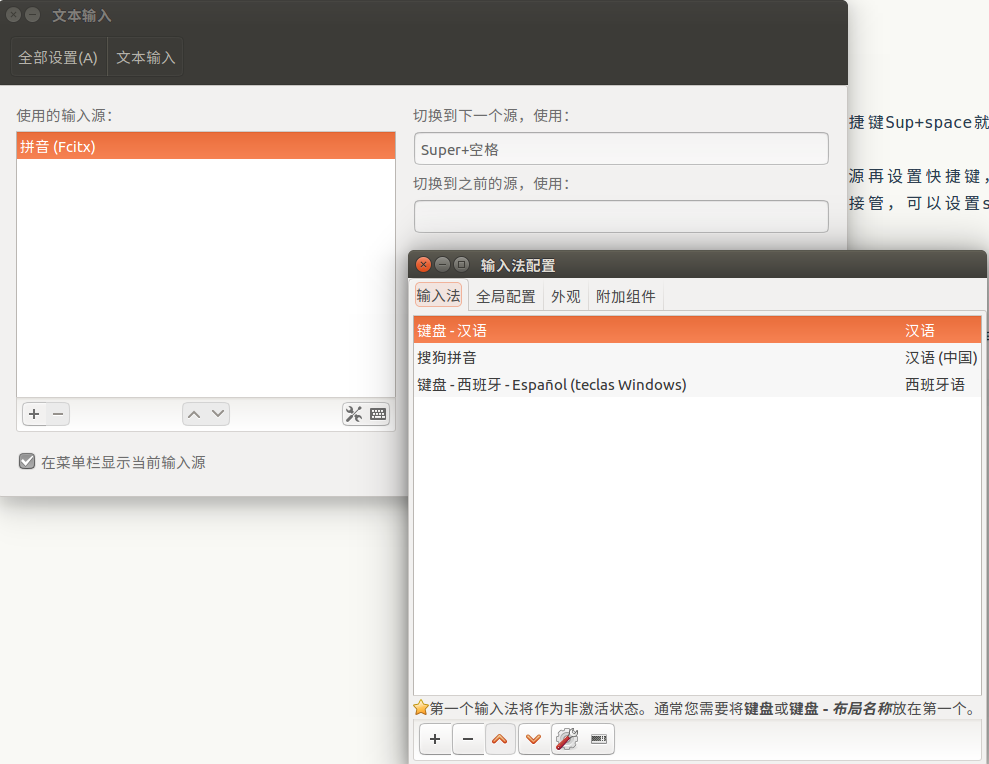 文本输入
全部设置(A)
文本输入
使用的输入源：
拼音 (Fcitx)
在菜单栏显示当前输入源
切换到下一个源，使用：
Super+空格
切换到之前的源，使用：
捷键Sup+space就
源再设置快捷键，
接管，可以设置s
输入法配置
输入法 全局配置 外观 附加组件
键盘 - 汉语 汉语
搜狗拼音 汉语 (中国)
键盘 - 西班牙 - Español (teclas Windows) 西班牙语
第一个输入法将作为非激活状态。通常您需要将键盘或键盘 - 布局名称放在第一个。